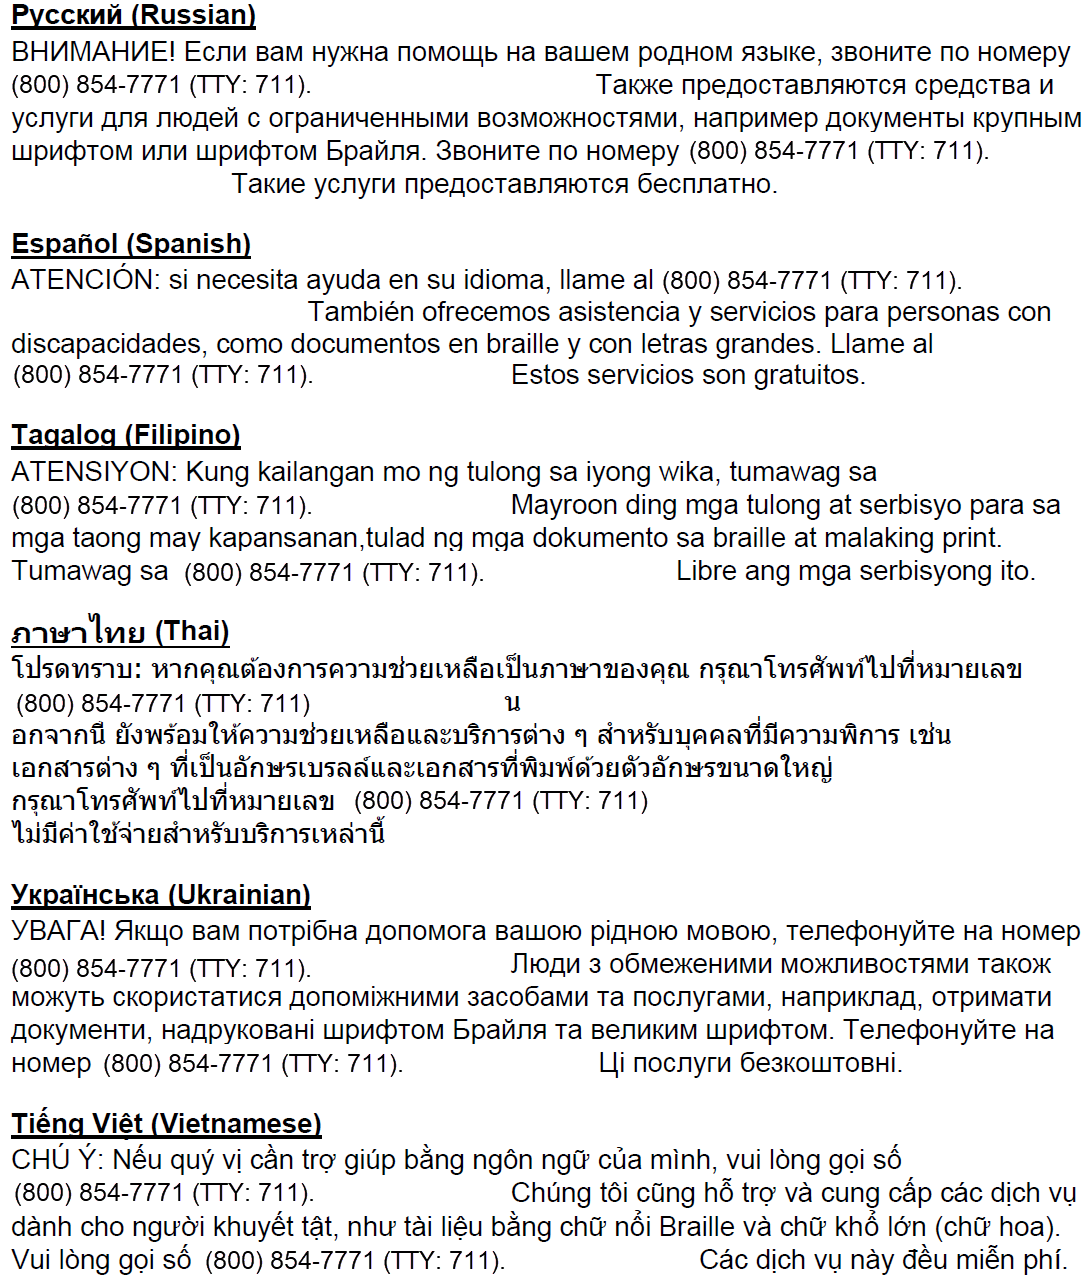 Русский (Russian)
ВНИМАНИЕ! Если вам нужна помощь на вашем родном языке, звоните по номеру
(800) 854-7771 (TTY: 711). Также предоставляются средства и
услуги для людей с ограниченными возможностями, например документы крупным
шрифтом или шрифтом Брайля. Звоните по номеру (800) 854-7771 (TTY: 711).
Такие услуги предоставляются бесплатно.
Español (Spanish)
ATENCIÓN: si necesita ayuda en su idioma, llame al (800) 854-7771 (TTY: 711).
También ofrecemos asistencia y servicios para personas con
discapacidades, como documentos en braille y con letras grandes. Llame al
(800) 854-7771 (TTY: 711). Estos servicios son gratuitos.
Tagalog (Filipino)
ATENSIYON: Kung kailangan mo ng tulong sa iyong wika, tumawag sa
(800) 854-7771 (TTY: 711). Mayroon ding mga tulong at serbisyo para sa
mga taong may kapansanan,tulad ng mga dokumento sa braille at malaking print.
Tumawag sa (800) 854-7771 (TTY: 711). Libre ang mga serbisyong ito.
ภาษาไทย (Thai)
โปรดทราบ: หากคุณต้องการความช่วยเหลือเป็นภาษาของคุณ กรุณาโทรศัพท์ไปที่หมายเลข
(800) 854-7771 (TTY: 711) น
อกจากนี้ ยังพร้อมให้ความช่วยเหลือและบริการต่าง ๆ สำหรับบุคคลที่มีความพิการ เช่น
เอกสารต่าง ๆ ที่เป็นอักษรเบรลล์และเอกสารที่พิมพ์ด้วยตัวอักษรขนาดใหญ่
กรุณาโทรศัพท์ไปที่หมายเลข (800) 854-7771 (TTY: 711)
ไม่มีค่าใช้จ่ายสำหรับบริการเหล่านี้
Українська (Ukrainian)
УВАГА! Якщо вам потрібна допомога вашою рідною мовою, телефонуйте на номер
(800) 854-7771 (TTY: 711). Люди з обмеженими можливостями також
можуть скористатися допоміжними засобами та послугами, наприклад, отримати
документи, надруковані шрифтом Брайля та великим шрифтом. Телефонуйте на
номер (800) 854-7771 (TTY: 711). Ці послуги безкоштовні.
Tiếng Việt (Vietnamese)
CHÚ Ý: Nếu quý vị cần trợ giúp bằng ngôn ngữ của mình, vui lòng gọi số
(800) 854-7771 (TTY: 711). Chúng tôi cũng hỗ trợ và cung cấp các dịch vụ
dành cho người khuyết tật, như tài liệu bằng chữ nổi Braille và chữ khổ lớn (chữ hoa).
Vui lòng gọi số (800) 854-7771 (TTY: 711). Các dịch vụ này đều miễn phí.